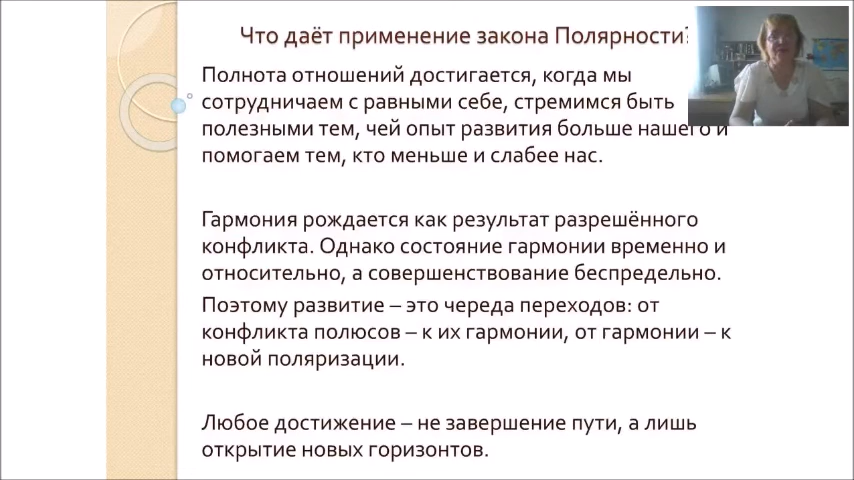 Что даёт применение закона Полярности?
Полнота отношений достигается, когда мы
сотрудничаем с равными себе, стремимся быть
полезными тем, чей опыт развития больше нашего и
помогаем тем, кто меньше и слабее нас.
Гармония рождается как результат разрешённого
конфликта. Однако состояние гармонии временно и
относительно, а совершенствование беспредельно.
Поэтому развитие – это череда переходов: от
конфликта полюсов – к их гармонии, от гармонии – к
новой поляризации.
Любое достижение – не завершение пути, а лишь
открытие новых горизонтов.